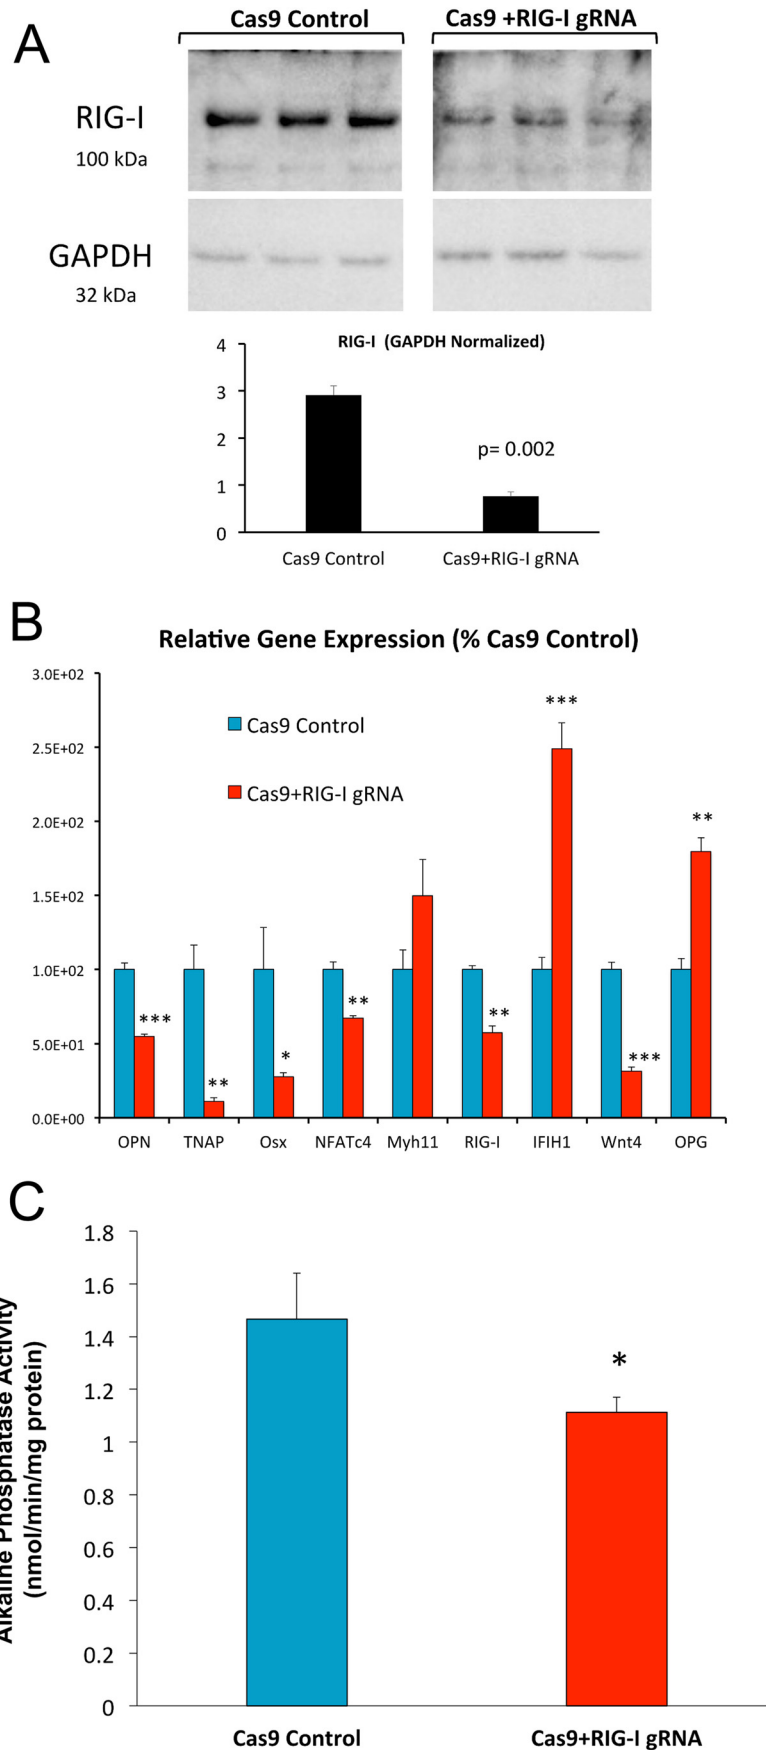 A
Cas9 Control
Cas9 +RIG-I gRNA
RIG-I
100 kDa
GAPDH
32 kDa
RIG-I (GAPDH Normalized)
4
3
2
1
0
p= 0.002
Cas9 Control
Cas9+RIG-I gRNA
B
Relative Gene Expression (% Cas9 Control)
3.0E+02
2.5E+02
2.0E+02
1.5E+02
1.0E+02
5.0E+01
0.0E+00
Cas9 Control
Cas9+RIG-I gRNA
***
**
*
**
**
***
***
**
OPN
TNAP
Osx
NFATc4
Myh11
RIG-I
IFIH1
Wnt4
OPG
C
Alkaline Phosphatase Activity
(nmol/min/mg protein)
1.8
1.6
1.4
1.2
1
0.8
0.6
0.4
0.2
0
*
Cas9 Control
Cas9+RIG-I gRNA